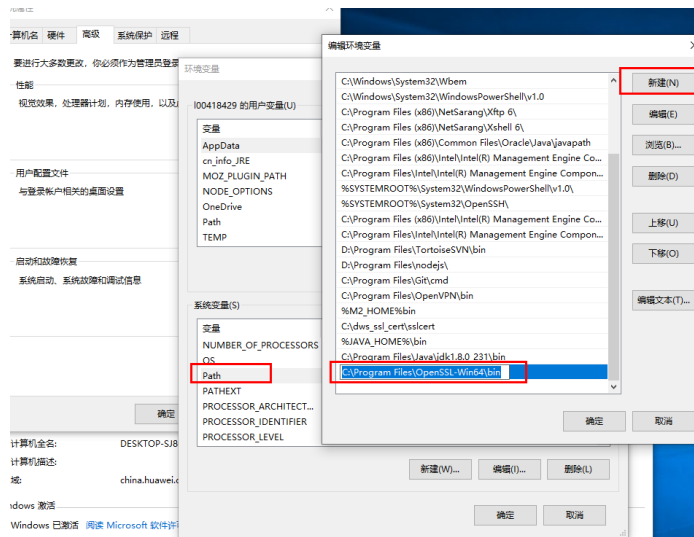 计算机名 硬件 高级 系统保护 远程
要进行大多数更改，你必须作为管理员登录
性能
视觉效果，处理器计划，内存使用，以及
用户配置文件
与登录帐户相关的桌面设置
启动和故障恢复
系统启动、系统故障和调试信息
确定
计算机全名: DESKTOP-SJ8
计算机描述:
域: china.huawei.c
ndows 激活
Windows 已激活 阅读 Microsoft 软件许
环境变量
l00418429 的用户变量(U)
变量
AppData
cn_info_JRE
MOZ_PLUGIN_PATH
NODE_OPTIONS
OneDrive
Path
TEMP
系统变量(S)
变量
NUMBER_OF_PROCESSORS
OS
Path
PATHEXT
PROCESSOR_ARCHITECT...
PROCESSOR_IDENTIFIER
PROCESSOR_LEVEL
新建(W)... 编辑(I)... 删除(L)
确定 取消
编辑环境变量
C:\Windows\System32\Wbem
C:\Windows\System32\WindowsPowerShell\v1.0
C:\Program Files (x86)\NetSarang\Xftp 6\
C:\Program Files (x86)\NetSarang\Xshell 6\
C:\Program Files (x86)\Common Files\Oracle\Java\javapath
C:\Program Files (x86)\Intel\Intel(R) Management Engine Co...
C:\Program Files\Intel\Intel(R) Management Engine Compon...
%SYSTEMROOT%\System32\WindowsPowerShell\v1.0\
%SYSTEMROOT%\System32\OpenSSH\
C:\Program Files (x86)\Intel\Intel(R) Management Engine Co...
C:\Program Files\Intel\Intel(R) Management Engine Compon...
D:\Program Files\TortoiseSVN\bin
D:\Program Files\nodejs\
C:\Program Files\Git\cmd
C:\Program Files\OpenVPN\bin
%M2_HOME%bin
C:\dws_ssl_cert\sslcert
%JAVA_HOME%\bin
C:\Program Files\Java\jdk1.8.0_231\bin
C:\Program Files\OpenSSL-Win64\bin
新建(N)
编辑(E)
浏览(B)...
删除(D)
上移(U)
下移(O)
编辑文本(T)...
确定 取消